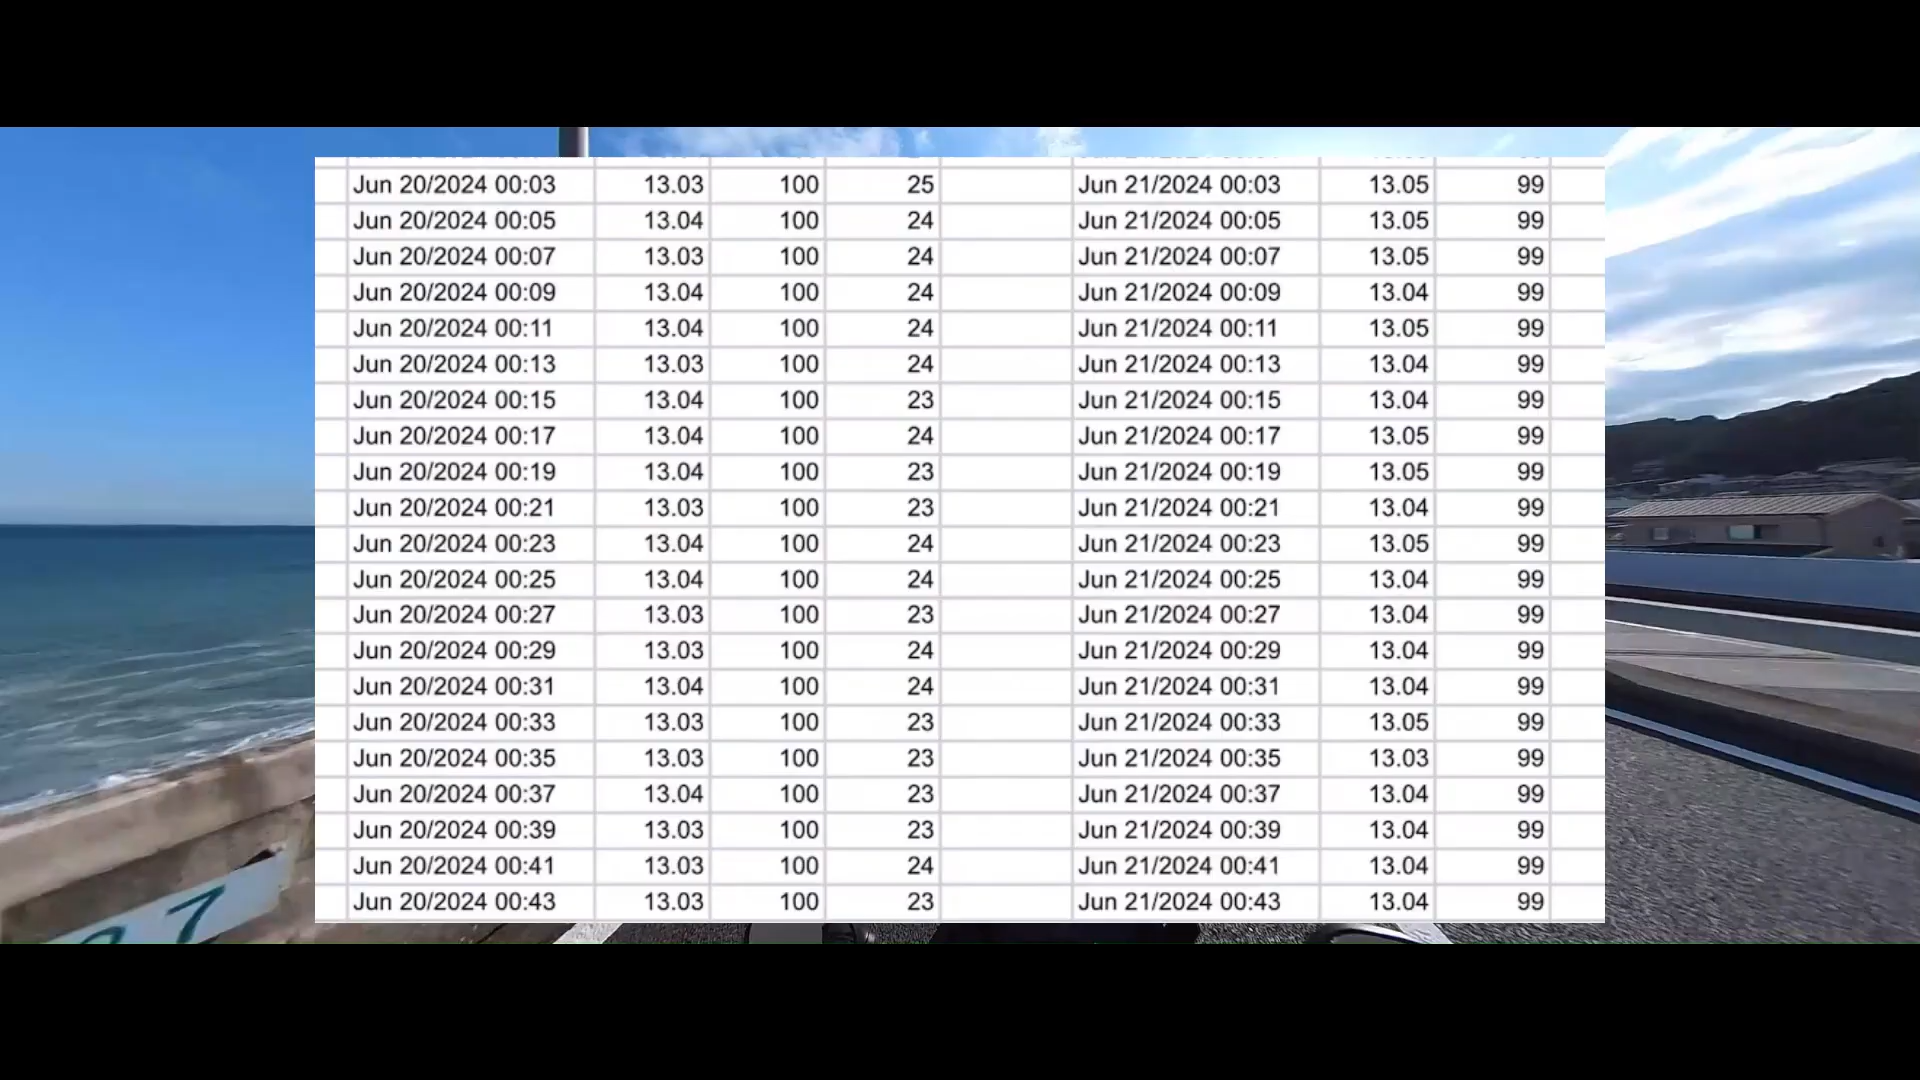 Jun 20/2024 00:03 13.03 100 25 Jun 21/2024 00:03 13.05 99
Jun 20/2024 00:05 13.04 100 24 Jun 21/2024 00:05 13.05 99
Jun 20/2024 00:07 13.03 100 24 Jun 21/2024 00:07 13.05 99
Jun 20/2024 00:09 13.04 100 24 Jun 21/2024 00:09 13.04 99
Jun 20/2024 00:11 13.04 100 24 Jun 21/2024 00:11 13.05 99
Jun 20/2024 00:13 13.03 100 24 Jun 21/2024 00:13 13.04 99
Jun 20/2024 00:15 13.04 100 23 Jun 21/2024 00:15 13.04 99
Jun 20/2024 00:17 13.04 100 24 Jun 21/2024 00:17 13.05 99
Jun 20/2024 00:19 13.04 100 23 Jun 21/2024 00:19 13.05 99
Jun 20/2024 00:21 13.03 100 23 Jun 21/2024 00:21 13.04 99
Jun 20/2024 00:23 13.04 100 24 Jun 21/2024 00:23 13.05 99
Jun 20/2024 00:25 13.04 100 24 Jun 21/2024 00:25 13.04 99
Jun 20/2024 00:27 13.03 100 23 Jun 21/2024 00:27 13.04 99
Jun 20/2024 00:29 13.03 100 24 Jun 21/2024 00:29 13.04 99
Jun 20/2024 00:31 13.04 100 24 Jun 21/2024 00:31 13.04 99
Jun 20/2024 00:33 13.03 100 23 Jun 21/2024 00:33 13.05 99
Jun 20/2024 00:35 13.03 100 23 Jun 21/2024 00:35 13.03 99
Jun 20/2024 00:37 13.04 100 23 Jun 21/2024 00:37 13.04 99
Jun 20/2024 00:39 13.03 100 23 Jun 21/2024 00:39 13.04 99
Jun 20/2024 00:41 13.03 100 24 Jun 21/2024 00:41 13.04 99
Jun 20/2024 00:43 13.03 100 23 Jun 21/2024 00:43 13.04 99